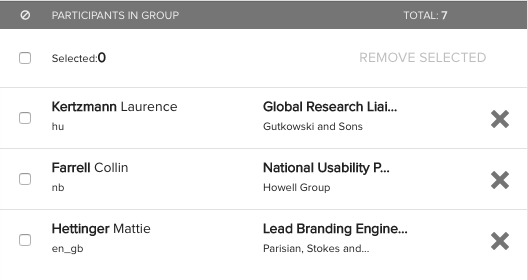 PARTICIPANTS IN GROUP TOTAL: 7
Selected:0 REMOVE SELECTED
Kertzmann Laurence Global Research Liai...
hu Gutkowski and Sons
Farrell Collin National Usability P...
nb Howell Group
Hettinger Mattie Lead Branding Engine...
en_gb Parisian, Stokes and...